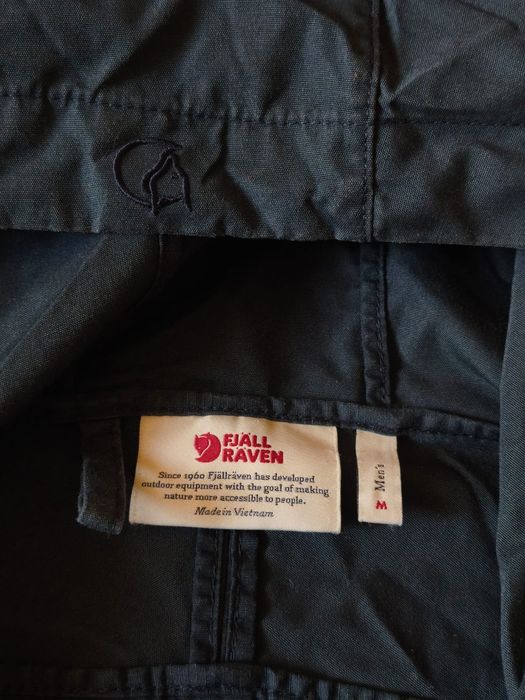 FJÄLL
RÄVEN
Since 1960 Fjällräven has developed
outdoor equipment with the goal of making
nature more accessible to people.
Made in Vietnam
Men's
M